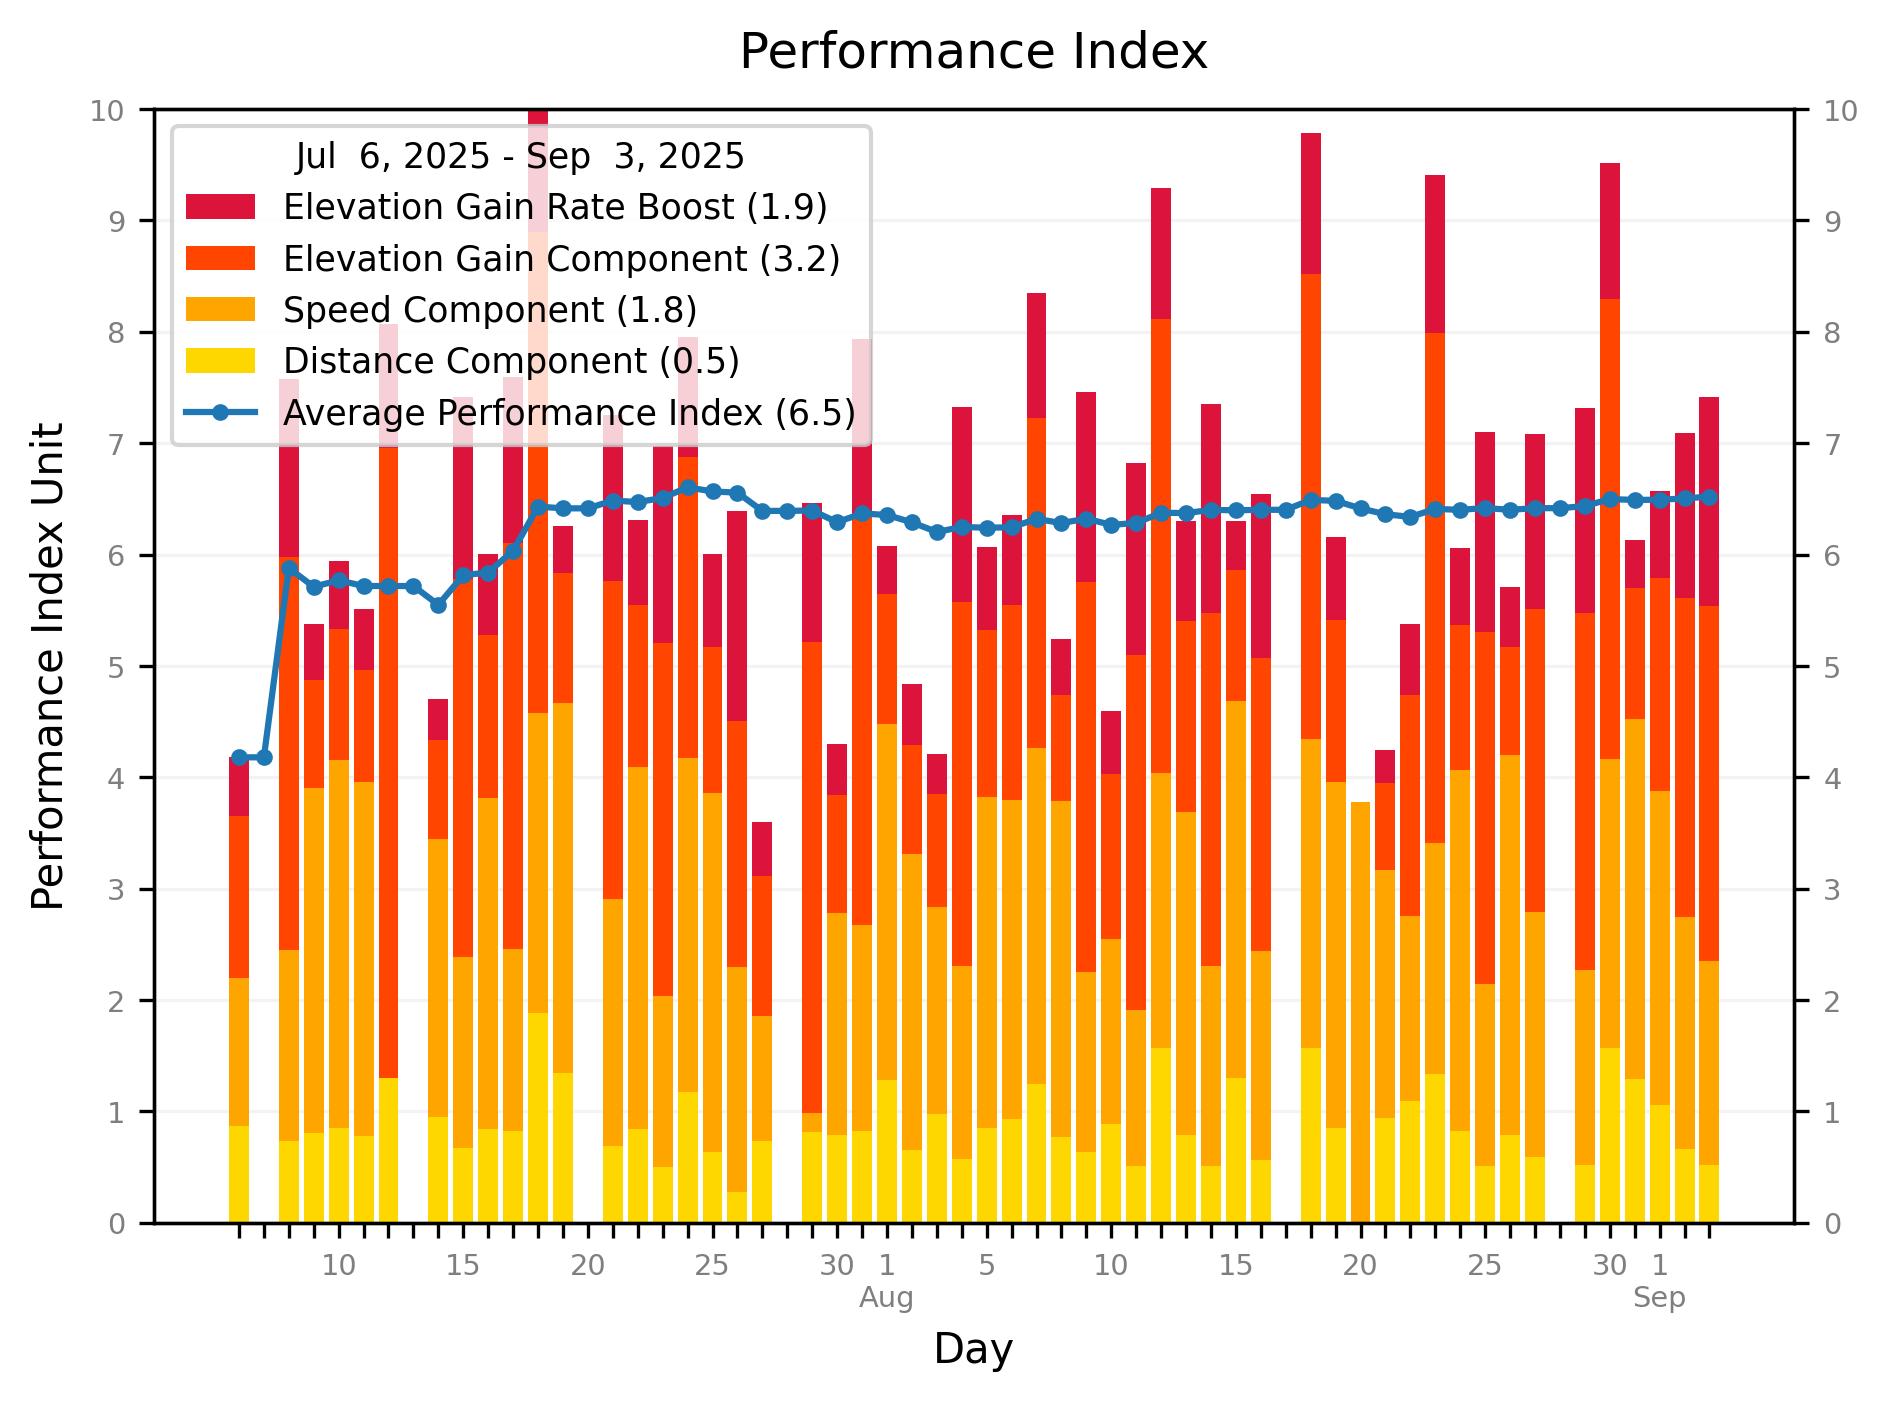 Performance Index
Jul  6, 2025 - Sep  3, 2025
Elevation Gain Rate Boost (1.9)
Elevation Gain Component (3.2)
Speed Component (1.8)
Distance Component (0.5)
Average Performance Index (6.5)
Performance Index Unit
10
9
8
7
6
5
4
3
2
1
0
10
9
8
7
6
5
4
3
2
1
0
10 15 20 25 30 1 5 10 15 20 25 30 1
Aug Sep
Day